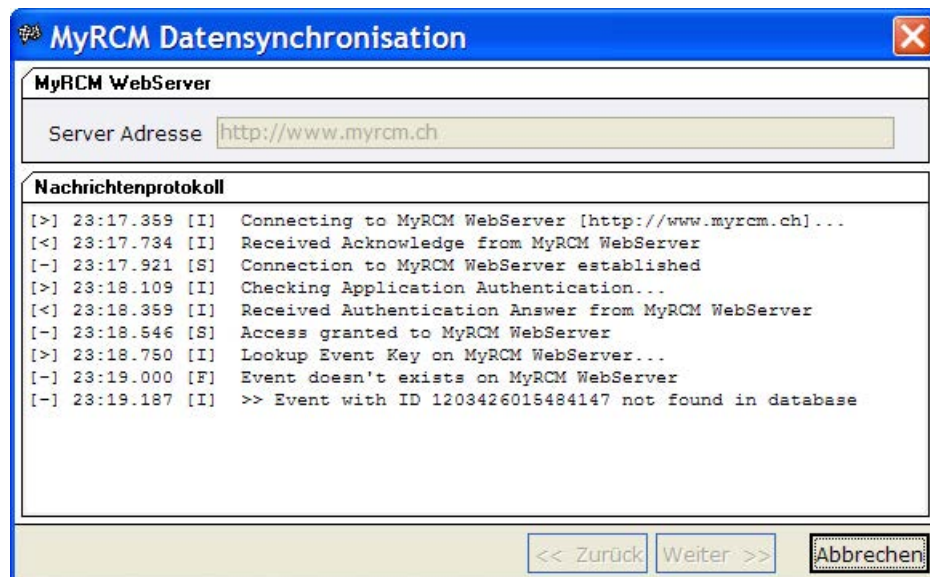 MyRCM Datensynchronisation
MyRCM WebServer
Server Adresse http://www.myrcm.ch
Nachrichtenprotokoll
[>] 23:17.359 [I] Connecting to MyRCM WebServer [http://www.myrcm.ch]...
[<] 23:17.734 [I] Received Acknowledge from MyRCM WebServer
[-] 23:17.921 [S] Connection to MyRCM WebServer established
[>] 23:18.109 [I] Checking Application Authentication...
[<] 23:18.359 [I] Received Authentication Answer from MyRCM WebServer
[-] 23:18.546 [S] Access granted to MyRCM WebServer
[>] 23:18.750 [I] Lookup Event Key on MyRCM WebServer...
[-] 23:19.000 [F] Event doesn't exists on MyRCM WebServer
[-] 23:19.187 [I] >> Event with ID 1203426015484147 not found in database
<< Zurück Weiter >> Abbrechen